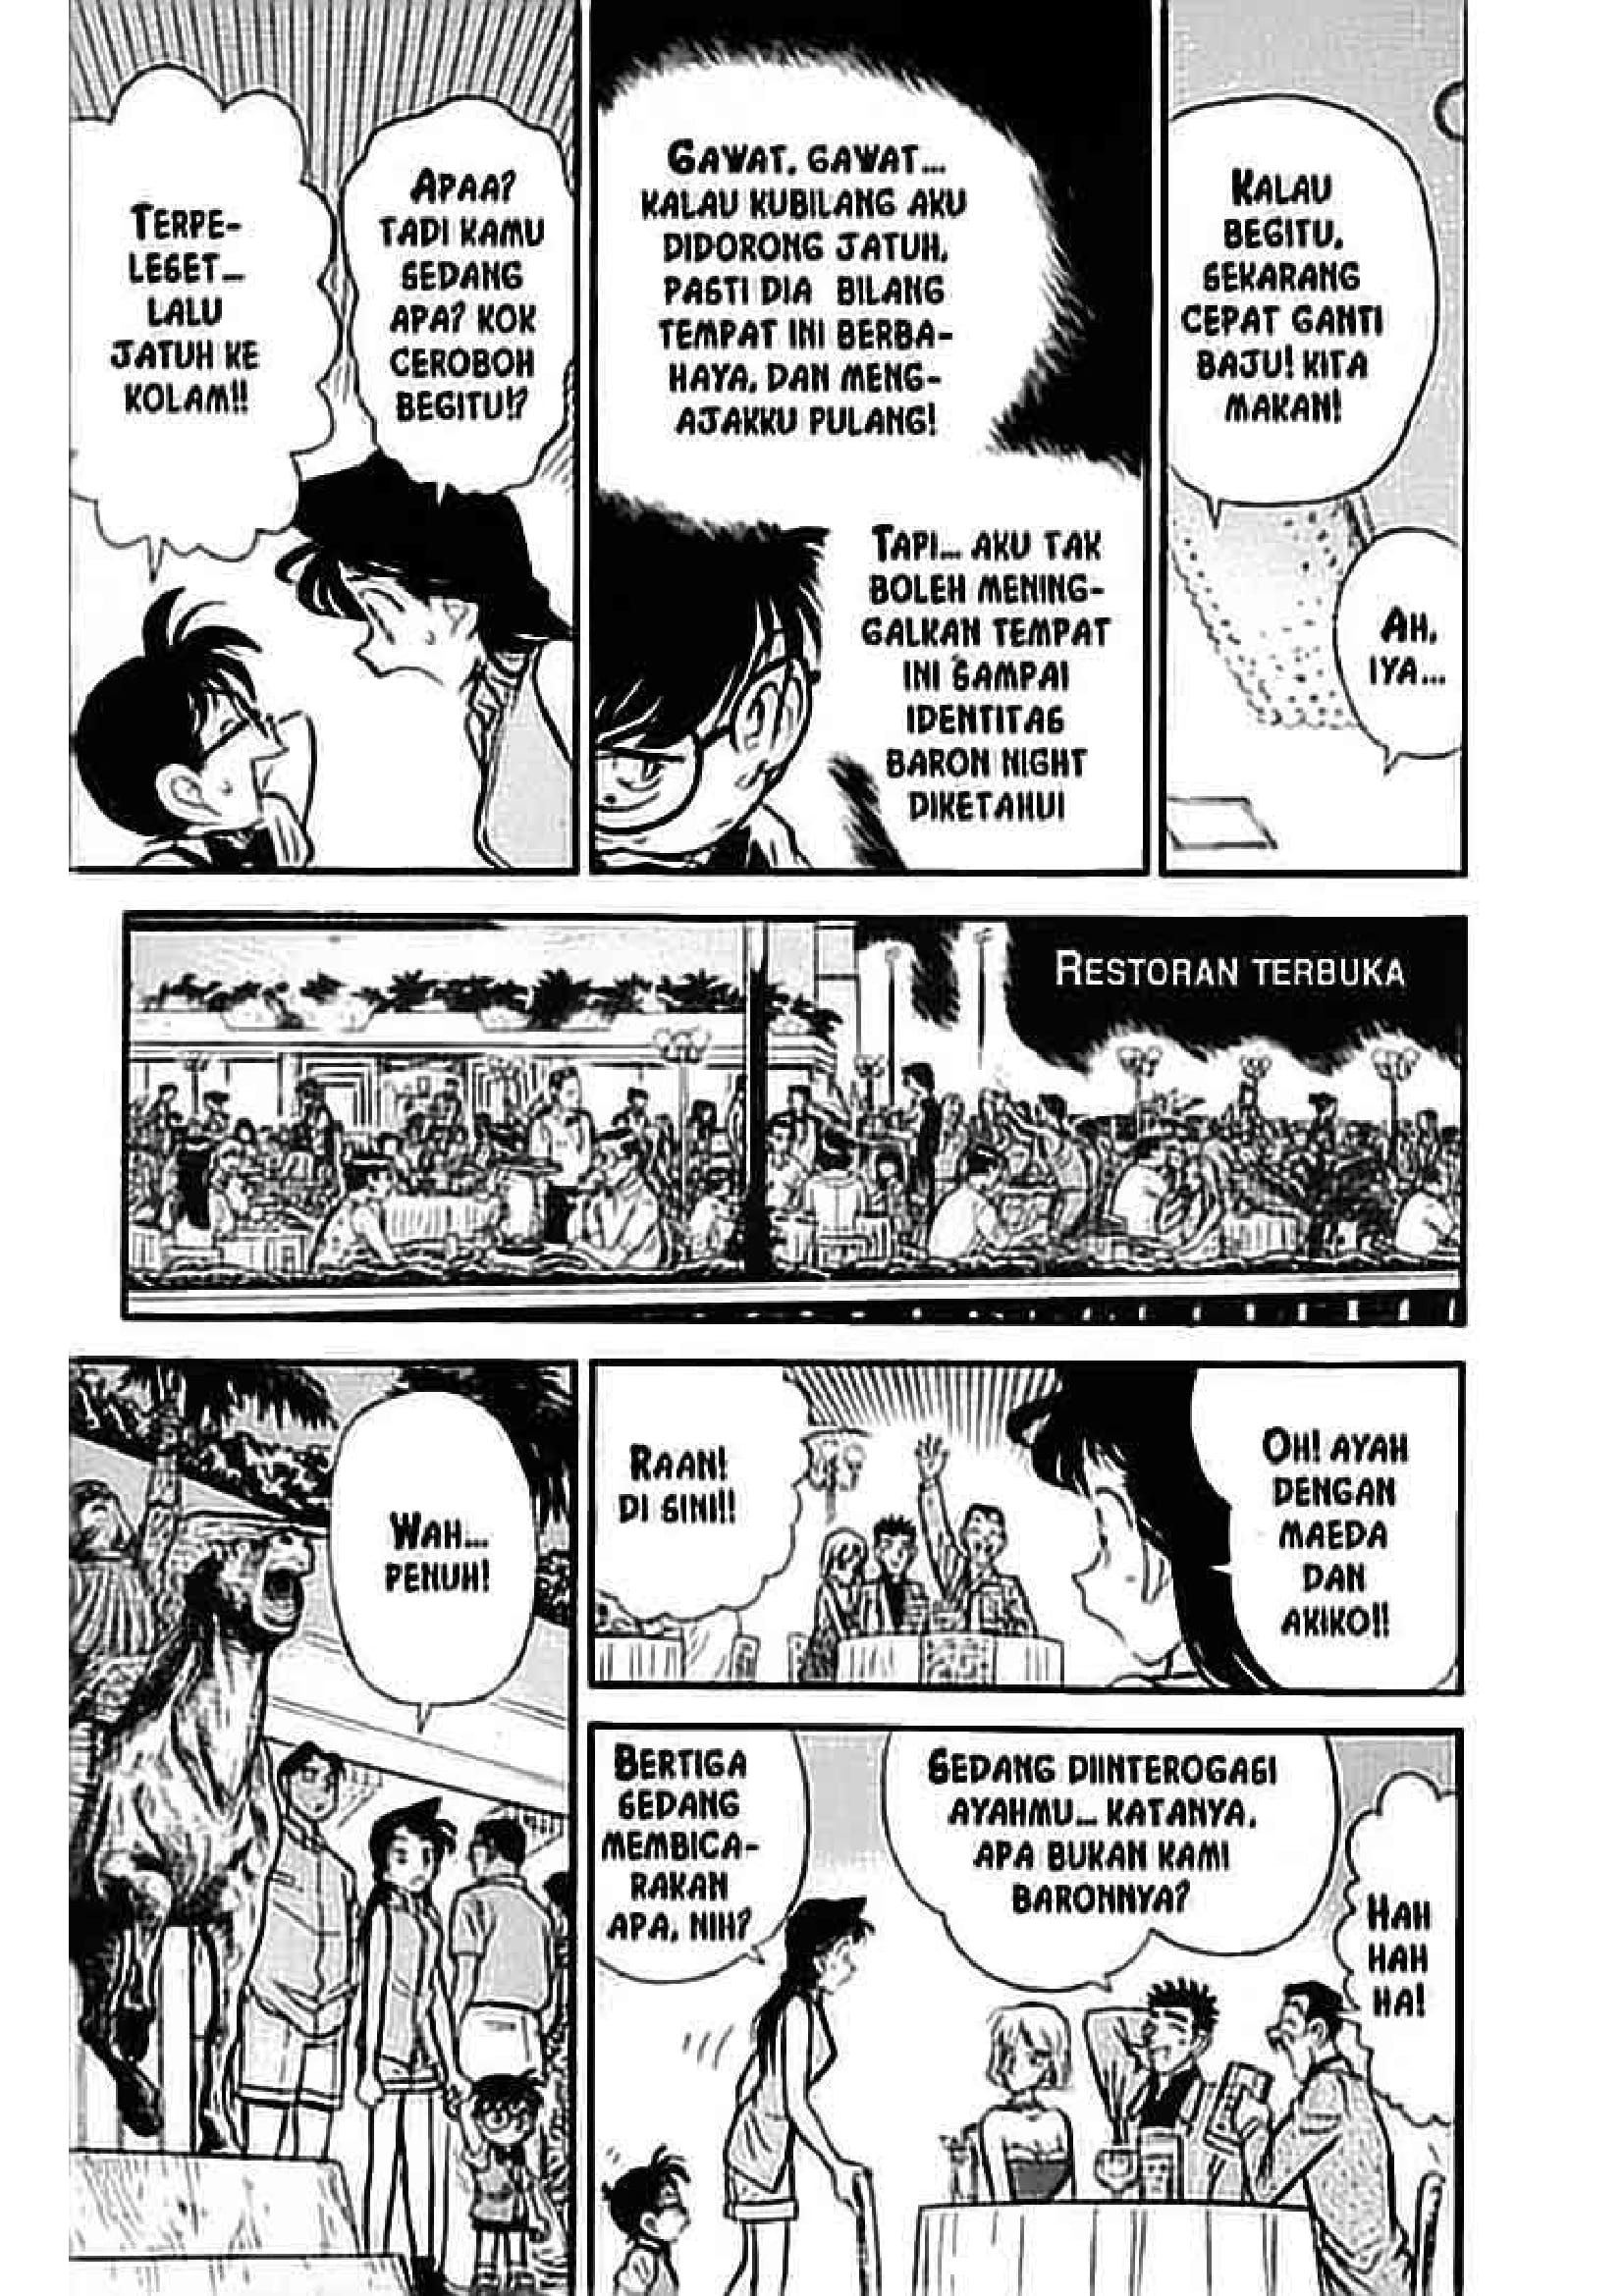 TERPE-
LESET...
LALU
JATUH KE
KOLAM!!
APAA?
TADI KAMU
SEDANG
APA? KOK
CEROBOH
BEGITU!?
GAWAT, GAWAT...
KALAU KUBILANG AKU
DIDORONG JATUH,
PASTI DIA BILANG
TEMPAT INI BERBA-
HAYA, DAN MENG-
AJAKKU PULANG!
TAPI... AKU TAK
BOLEH MENING-
GALKAN TEMPAT
INI SAMPAI
IDENTITAS
BARON NIGHT
DIKETAHUI
KALAU
BEGITU,
SEKARANG
CEPAT GANTI
BAJU! KITA
MAKAN!
AH,
IYA...
RESTORAN TERBUKA
WAH...
PENUH!
RAAN!
DI SINI!!
OH! AYAH
DENGAN
MAEDA
DAN
AKIKO!!
BERTIGA
SEDANG
MEMBICA-
RAKAN
APA, NIH?
SEDANG DIINTEROGASI
AYAHMU... KATANYA,
APA BUKAN KAMI
BARONNYA?
HAH
HAH
HA!